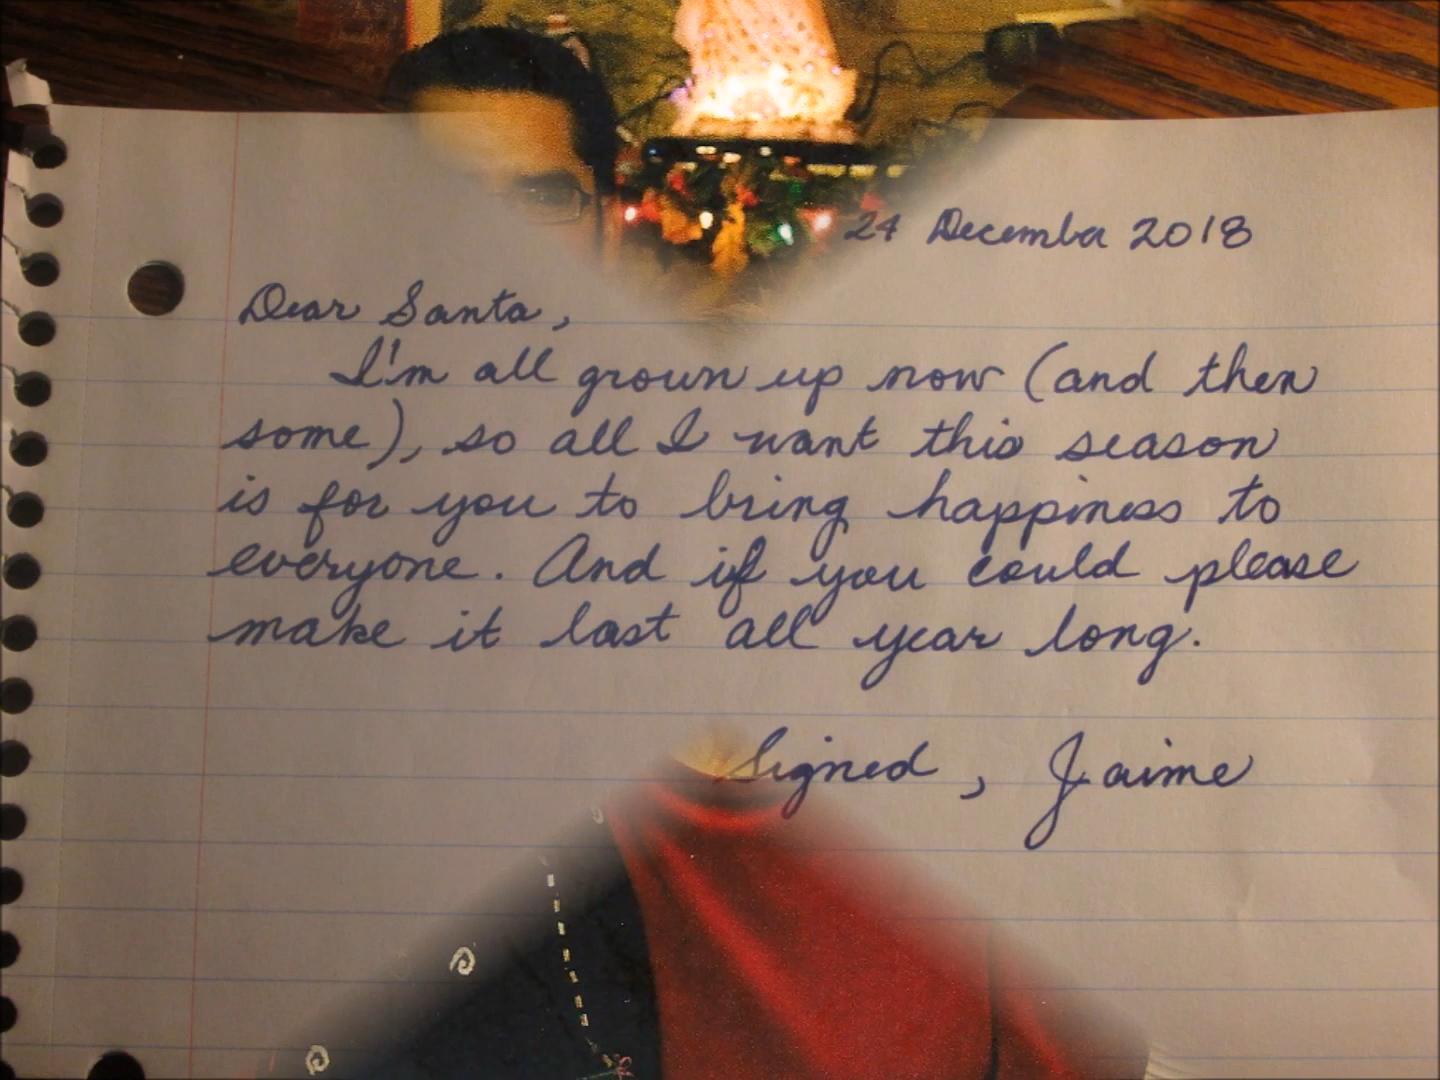 24 December 2018
Dear Santa,
I'm all grown up now (and then
some), so all I want this season
is for you to bring happiness to
everyone. And if you could please
make it last all year long.
Signed, Jaime